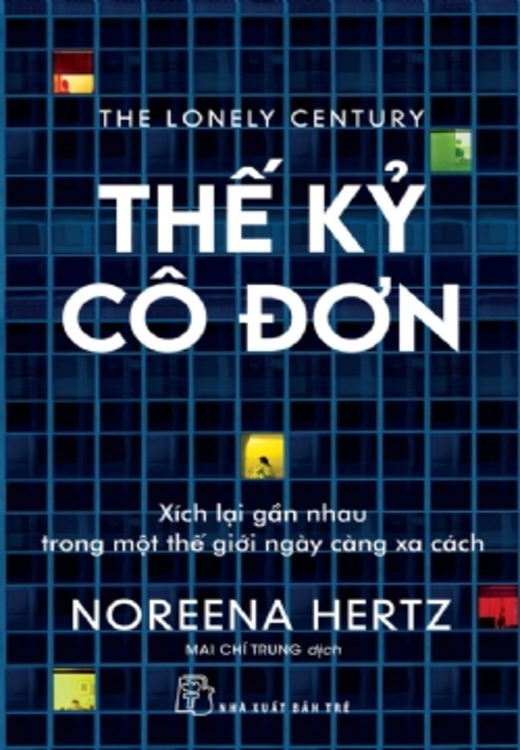 THE LONELY CENTURY
THẾ KỶ
CÔ ĐƠN
Xích lại gần nhau
trong một thế giới ngày càng xa cách
NOREENA HERTZ
MAI CHÍ TRUNG dịch
NHÀ XUẤT BẢN TRẺ